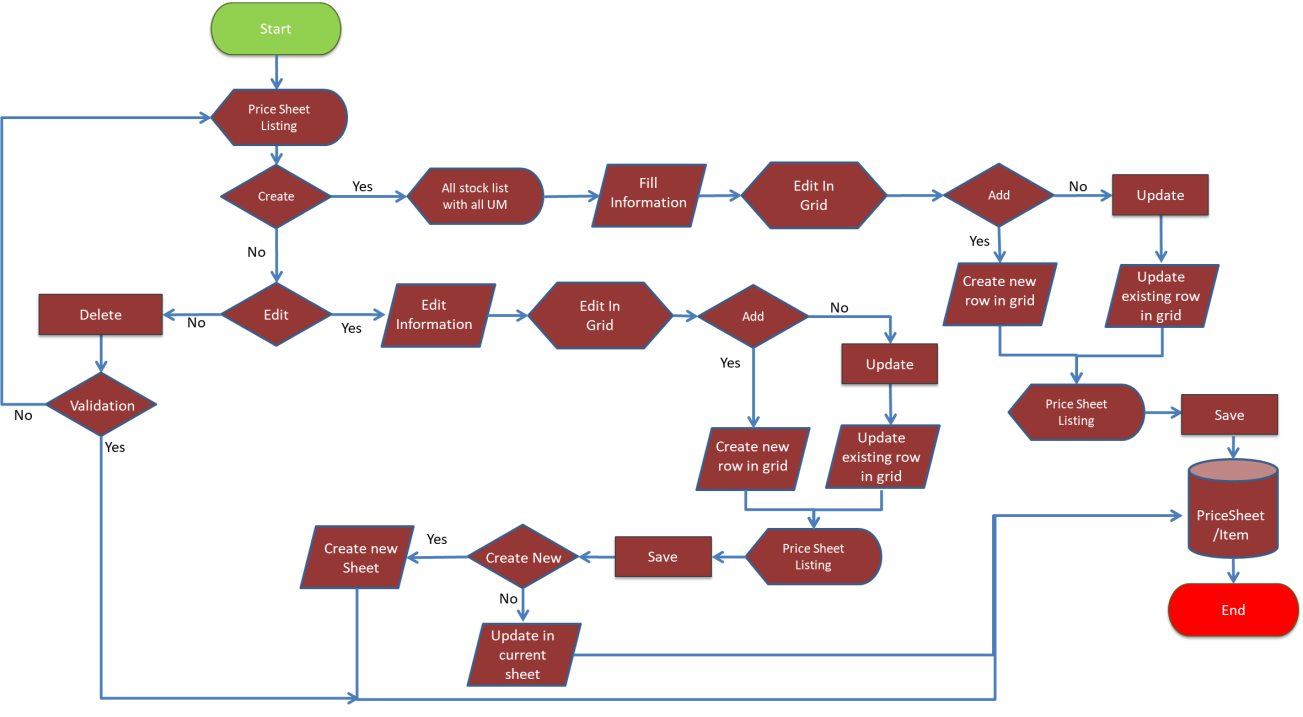 Start
Price Sheet
Listing
Create
Yes
All stock list
with all UM
Fill
Information
Edit In
Grid
Add
No
Update
Yes
Create new
row in grid
Update
existing row
in grid
No
Delete
No
Edit
Yes
Edit
Information
Edit In
Grid
Add
No
Yes
Update
Validation
No
Yes
Price Sheet
Listing
Save
Create new
row in grid
Update
existing row
in grid
PriceSheet
/Item
Create new
Sheet
Yes
Create New
Save
Price Sheet
Listing
No
Update in
current
sheet
End